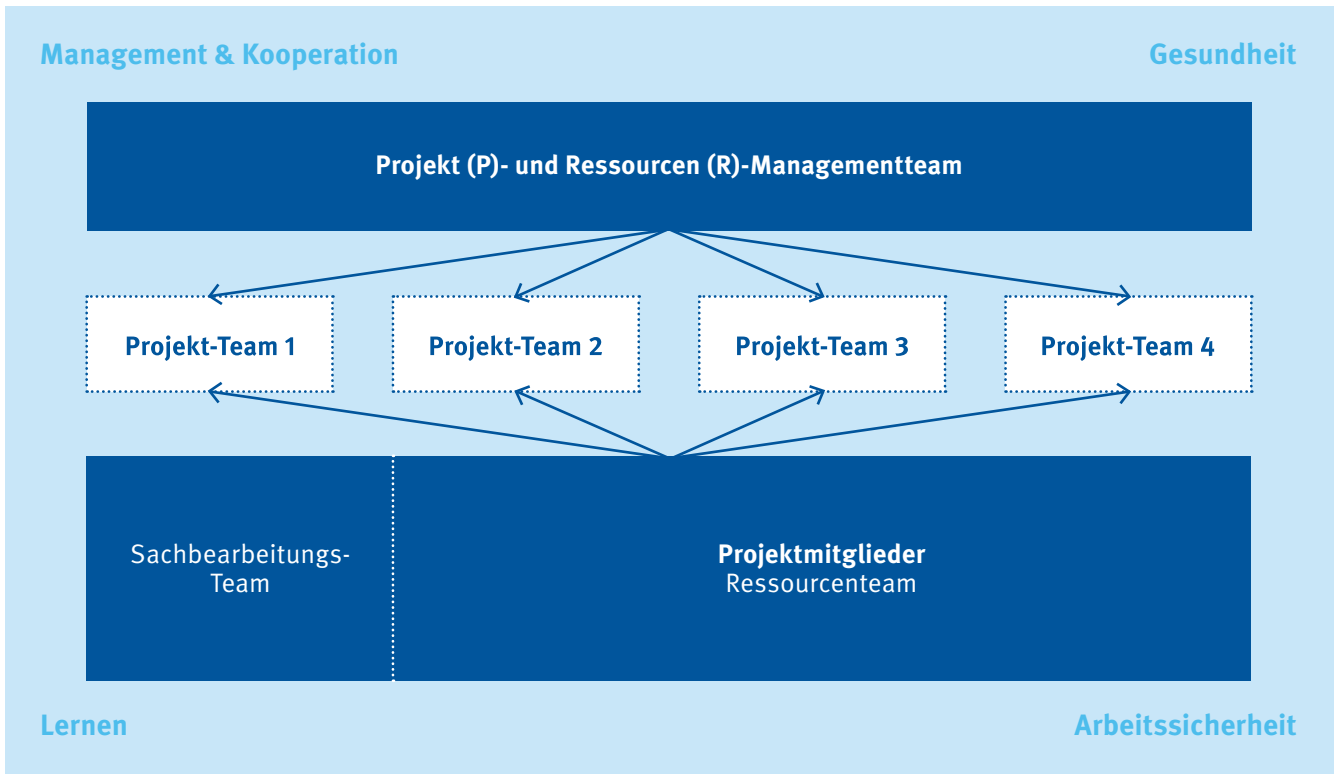 Management & Kooperation
Gesundheit
Projekt (P)- und Ressourcen (R)-Managementteam
Projekt-Team 1
Projekt-Team 2
Projekt-Team 3
Projekt-Team 4
Sachbearbeitungs-
Team
Projektmitglieder
Ressourcenteam
Lernen
Arbeitssicherheit